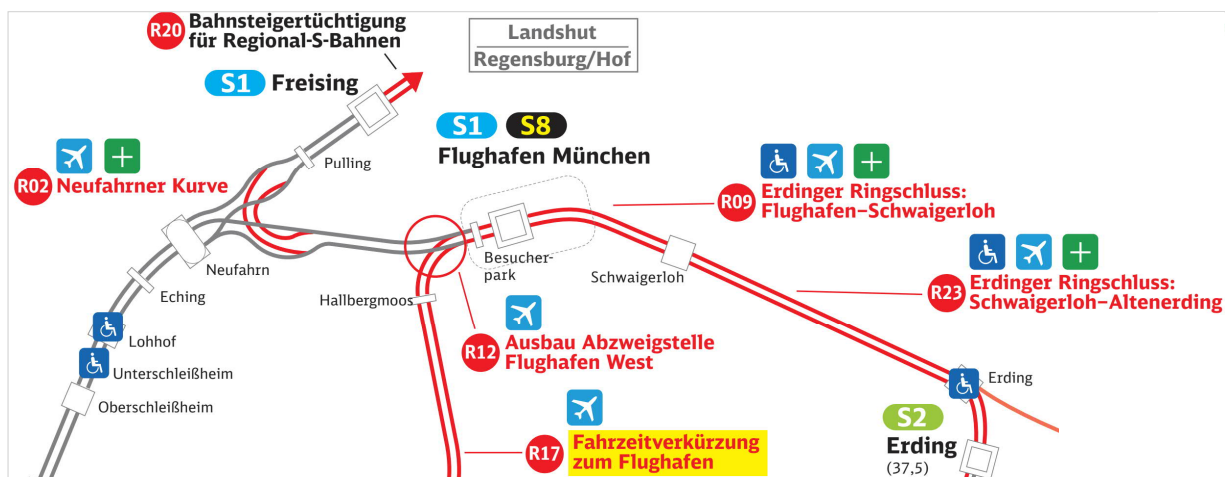 R20 Bahnsteigertüchtigung
für Regional-S-Bahnen
Landshut
Regensburg/Hof
S1 Freising
S1 S8
Flughafen München
Pulling
R02 Neufahrner Kurve
R09 Erdinger Ringschluss:
Flughafen–Schwaigerloh
Neufahrn
Besucher-
park
Schwaigerloh
Eching
Hallbergmoos
R23 Erdinger Ringschluss:
Schwaigerloh–Altenerding
Lohhof
R12 Ausbau Abzweigstelle
Flughafen West
Unterschleißheim
Erding
Oberschleißheim
S2
Erding
(37,5)
R17 Fahrzeitverkürzung
zum Flughafen